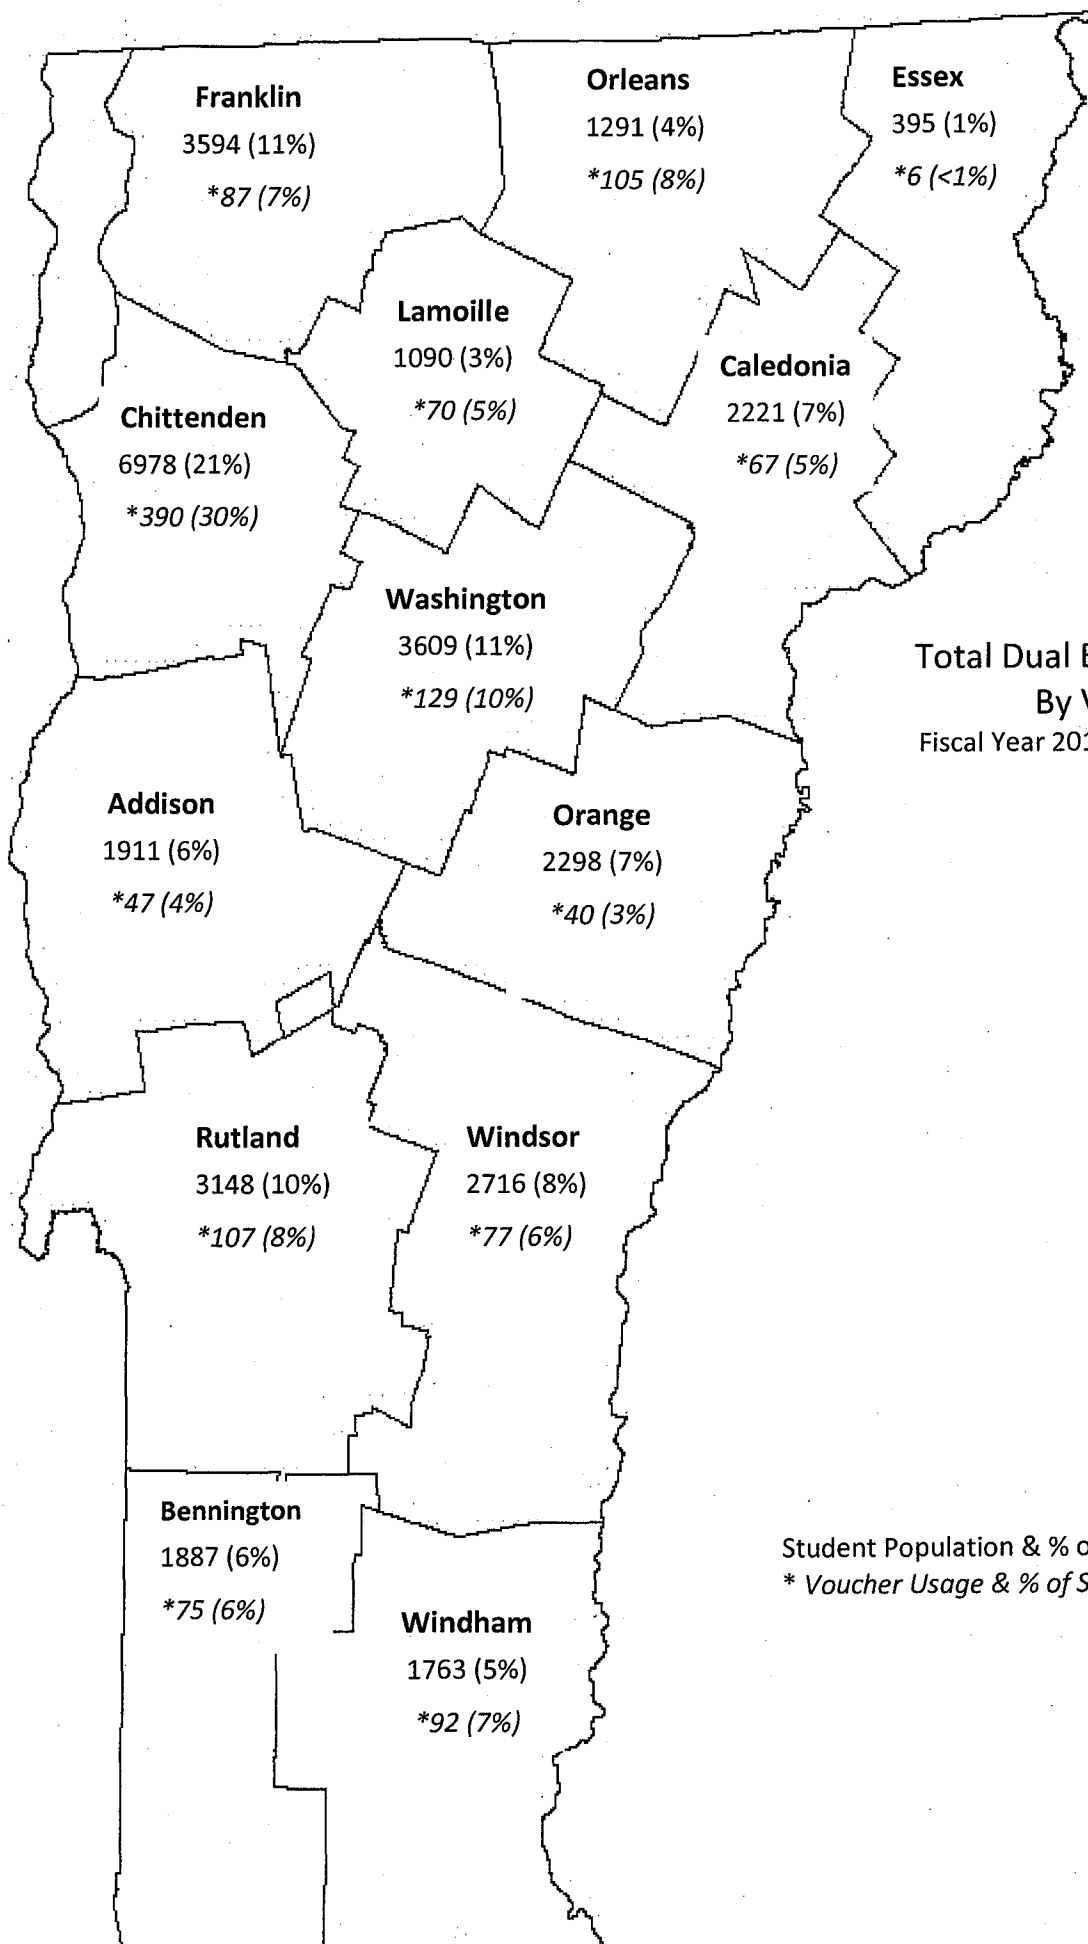 Franklin
3594 (11%)
*87 (7%)
Orleans
1291 (4%)
*105 (8%)
Essex
395 (1%)
*6 (<1%)
Lamoille
1090 (3%)
*70 (5%)
Caledonia
2221 (7%)
*67 (5%)
Chittenden
6978 (21%)
*390 (30%)
Washington
3609 (11%)
*129 (10%)
Total Dual E
By V
Fiscal Year 201
Addison
1911 (6%)
*47 (4%)
Orange
2298 (7%)
*40 (3%)
Rutland
3148 (10%)
*107 (8%)
Windsor
2716 (8%)
*77 (6%)
Bennington
1887 (6%)
*75 (6%)
Student Population & % o
* Voucher Usage & % of S
Windham
1763 (5%)
*92 (7%)